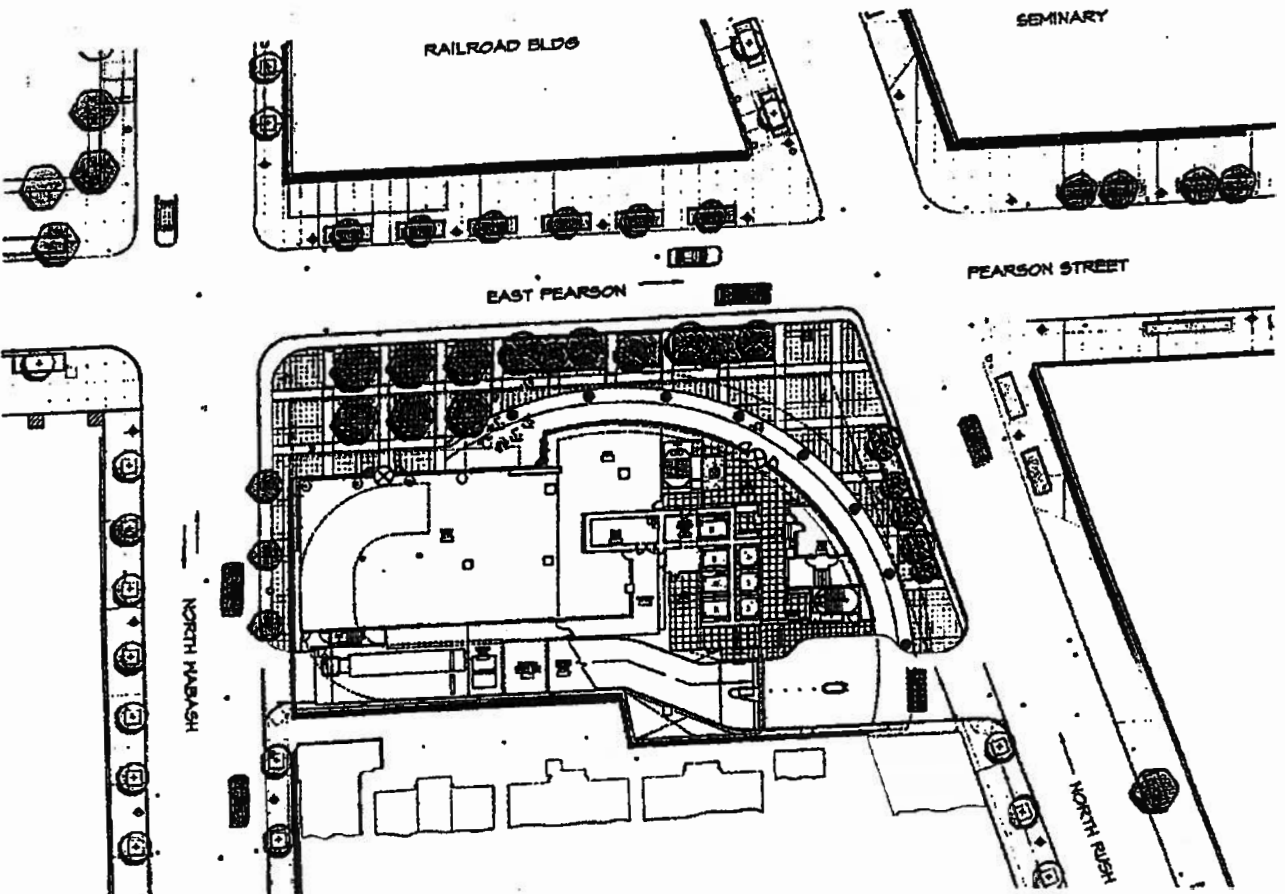 RAILROAD BLDG
SEMINARY
EAST PEARSON
PEARSON STREET
NORTH WABASH
NORTH RUSH